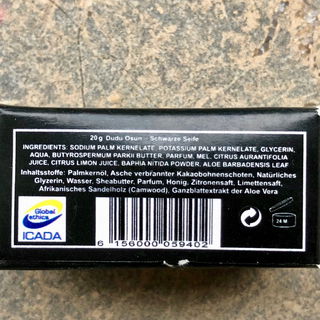 20g Dudu Osun - Schwarze Seife
INGREDIENTS: SODIUM PALM KERNELATE, POTASSIUM PALM KERNELATE, GLYCERIN,
AQUA, BUTYROSPERMUM PARKII BUTTER, PARFUM, MEL, CITRUS AURANTIFOLIA
JUICE, CITRUS LIMON JUICE, BAPHIA NITIDA POWDER, ALOE BARBADENSIS LEAF
Inhaltsstoffe: Palmkernöl, Asche verbrannter Kakaobohnenschoten, Natürliches
Glyzerin, Wasser, Sheabutter, Parfum, Honig, Zitronensaft, Limettensaft,
Afrikanisches Sandelholz (Camwood), Ganzblattextrakt der Aloe Vera
Global
ethics
ICADA
6 156000 059402
24 M